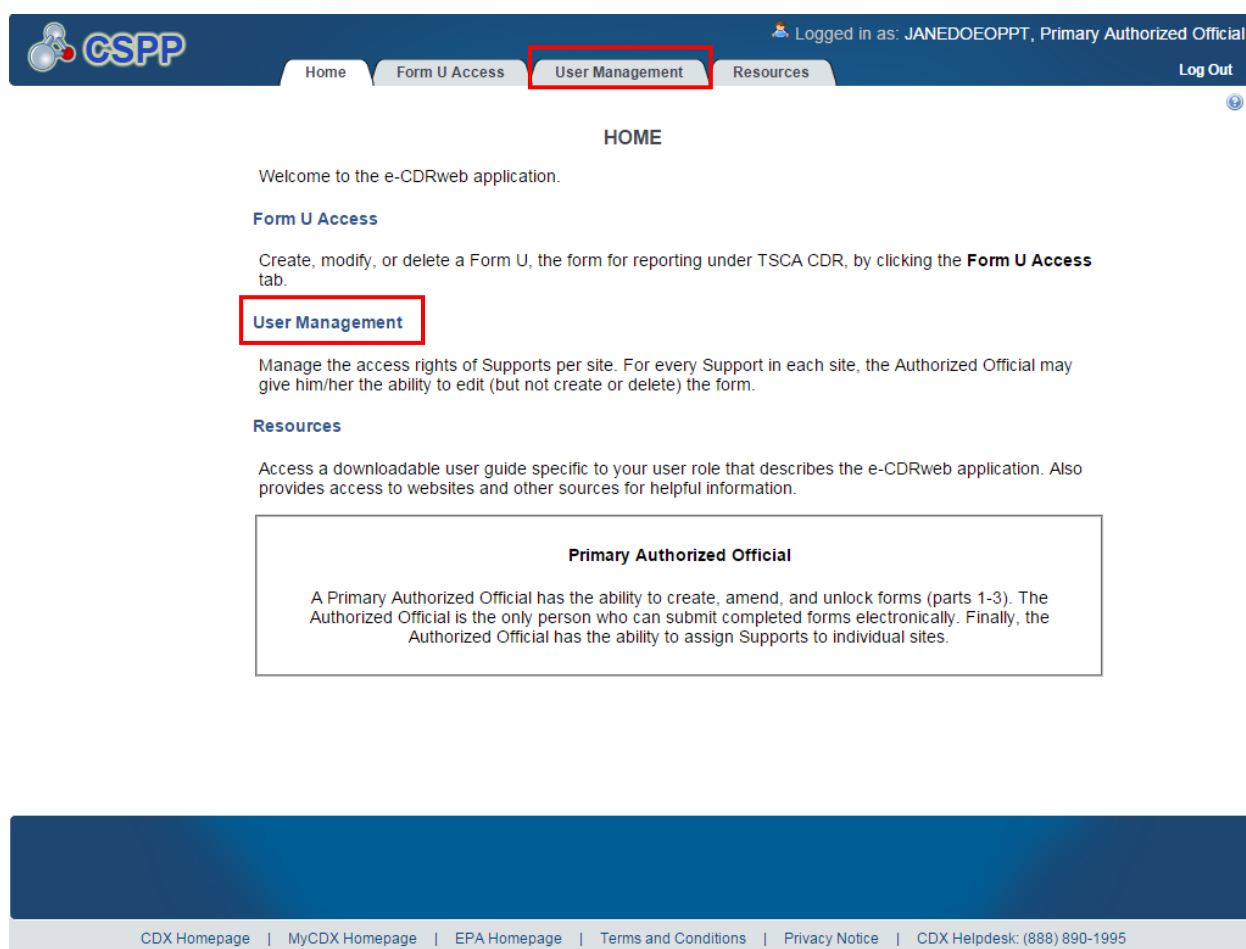 CSPP
Logged in as: JANEDOEOPPT, Primary Authorized Official
Home Form U Access User Management Resources Log Out
HOME
Welcome to the e-CDRweb application.
Form U Access
Create, modify, or delete a Form U, the form for reporting under TSCA CDR, by clicking the Form U Access
tab.
User Management
Manage the access rights of Supports per site. For every Support in each site, the Authorized Official may
give him/her the ability to edit (but not create or delete) the form.
Resources
Access a downloadable user guide specific to your user role that describes the e-CDRweb application. Also
provides access to websites and other sources for helpful information.
Primary Authorized Official
A Primary Authorized Official has the ability to create, amend, and unlock forms (parts 1-3). The
Authorized Official is the only person who can submit completed forms electronically. Finally, the
Authorized Official has the ability to assign Supports to individual sites.
CDX Homepage | MyCDX Homepage | EPA Homepage | Terms and Conditions | Privacy Notice | CDX Helpdesk: (888) 890-1995